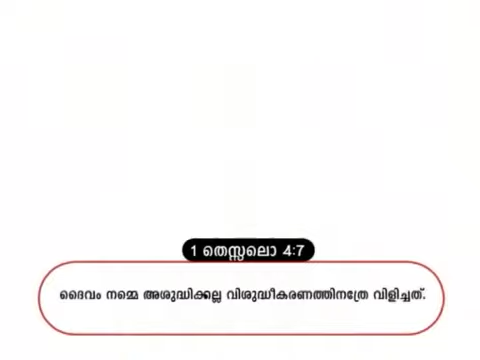 1 തെസ്സലൊ 4:7
ദൈവം നമ്മെ അശുദ്ധിക്കല്ല വിശുദ്ധീകരണത്തിനത്രേ വിളിച്ചത്.